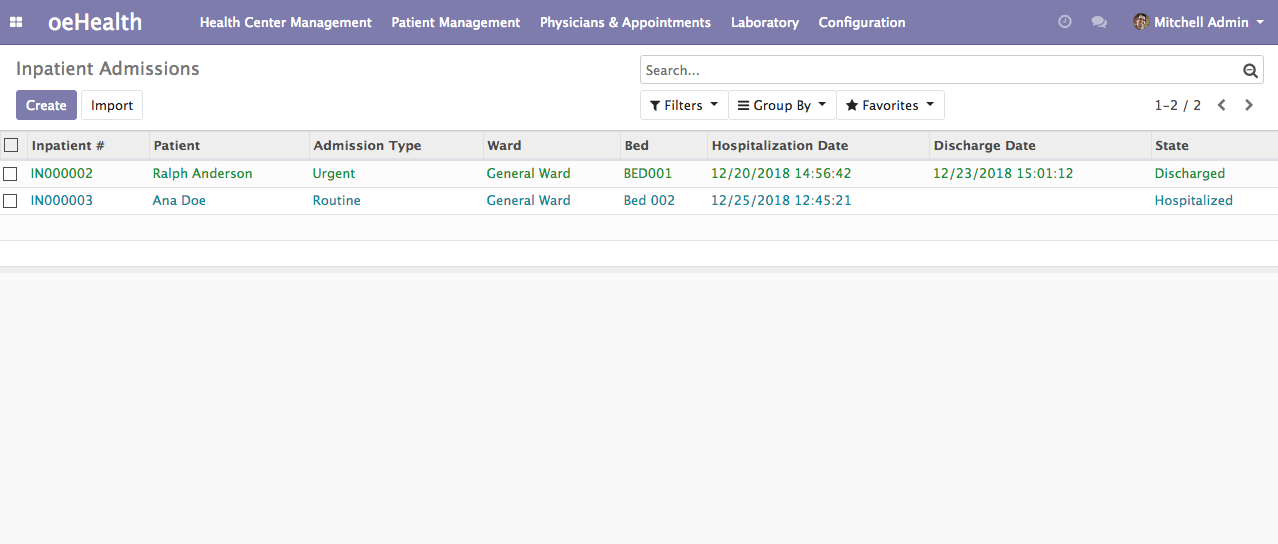 oeHealth Health Center Management Patient Management Physicians & Appointments Laboratory Configuration Mitchell Admin
Inpatient Admissions
Search...
Create Import Filters Group By Favorites 1-2 / 2
Inpatient # Patient Admission Type Ward Bed Hospitalization Date Discharge Date State
IN000002 Ralph Anderson Urgent General Ward BED001 12/20/2018 14:56:42 12/23/2018 15:01:12 Discharged
IN000003 Ana Doe Routine General Ward Bed 002 12/25/2018 12:45:21 Hospitalized